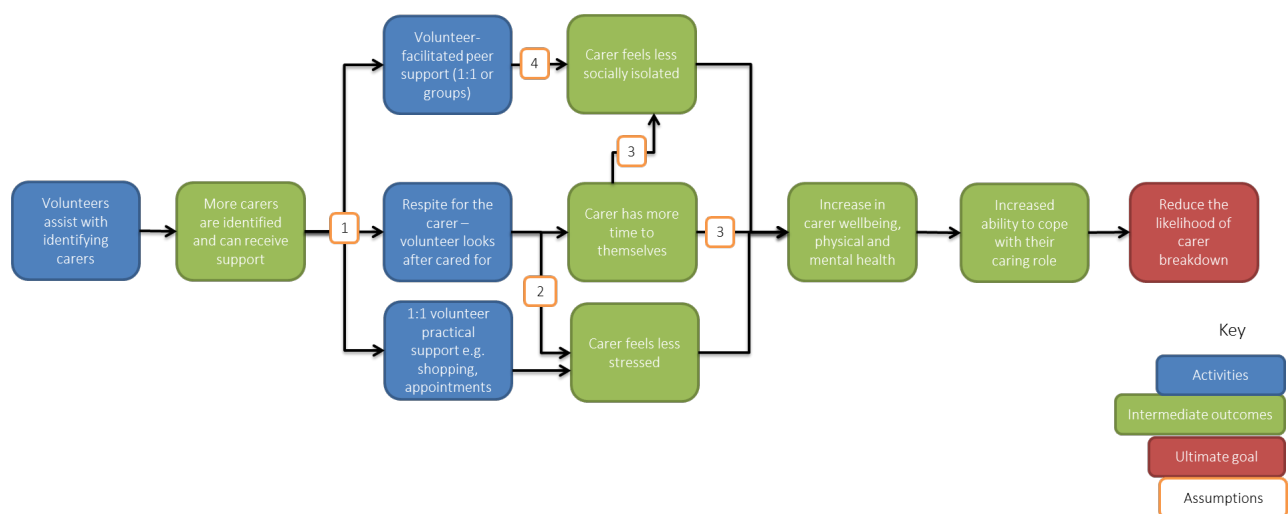 Volunteers
assist with
identifying
carers
More carers
are identified
and can receive
support
1
Volunteer-
facilitated peer
support (1:1 or
groups)
4
Carer feels less
socially isolated
3
Respite for the
carer –
volunteer looks
after cared for
2
Carer has more
time to
themselves
3
1:1 volunteer
practical
support e.g.
shopping,
appointments
Carer feels less
stressed
Increase in
carer wellbeing,
physical and
mental health
Increased
ability to cope
with their
caring role
Reduce the
likelihood of
carer
breakdown
Key
Activities
Intermediate outcomes
Ultimate goal
Assumptions